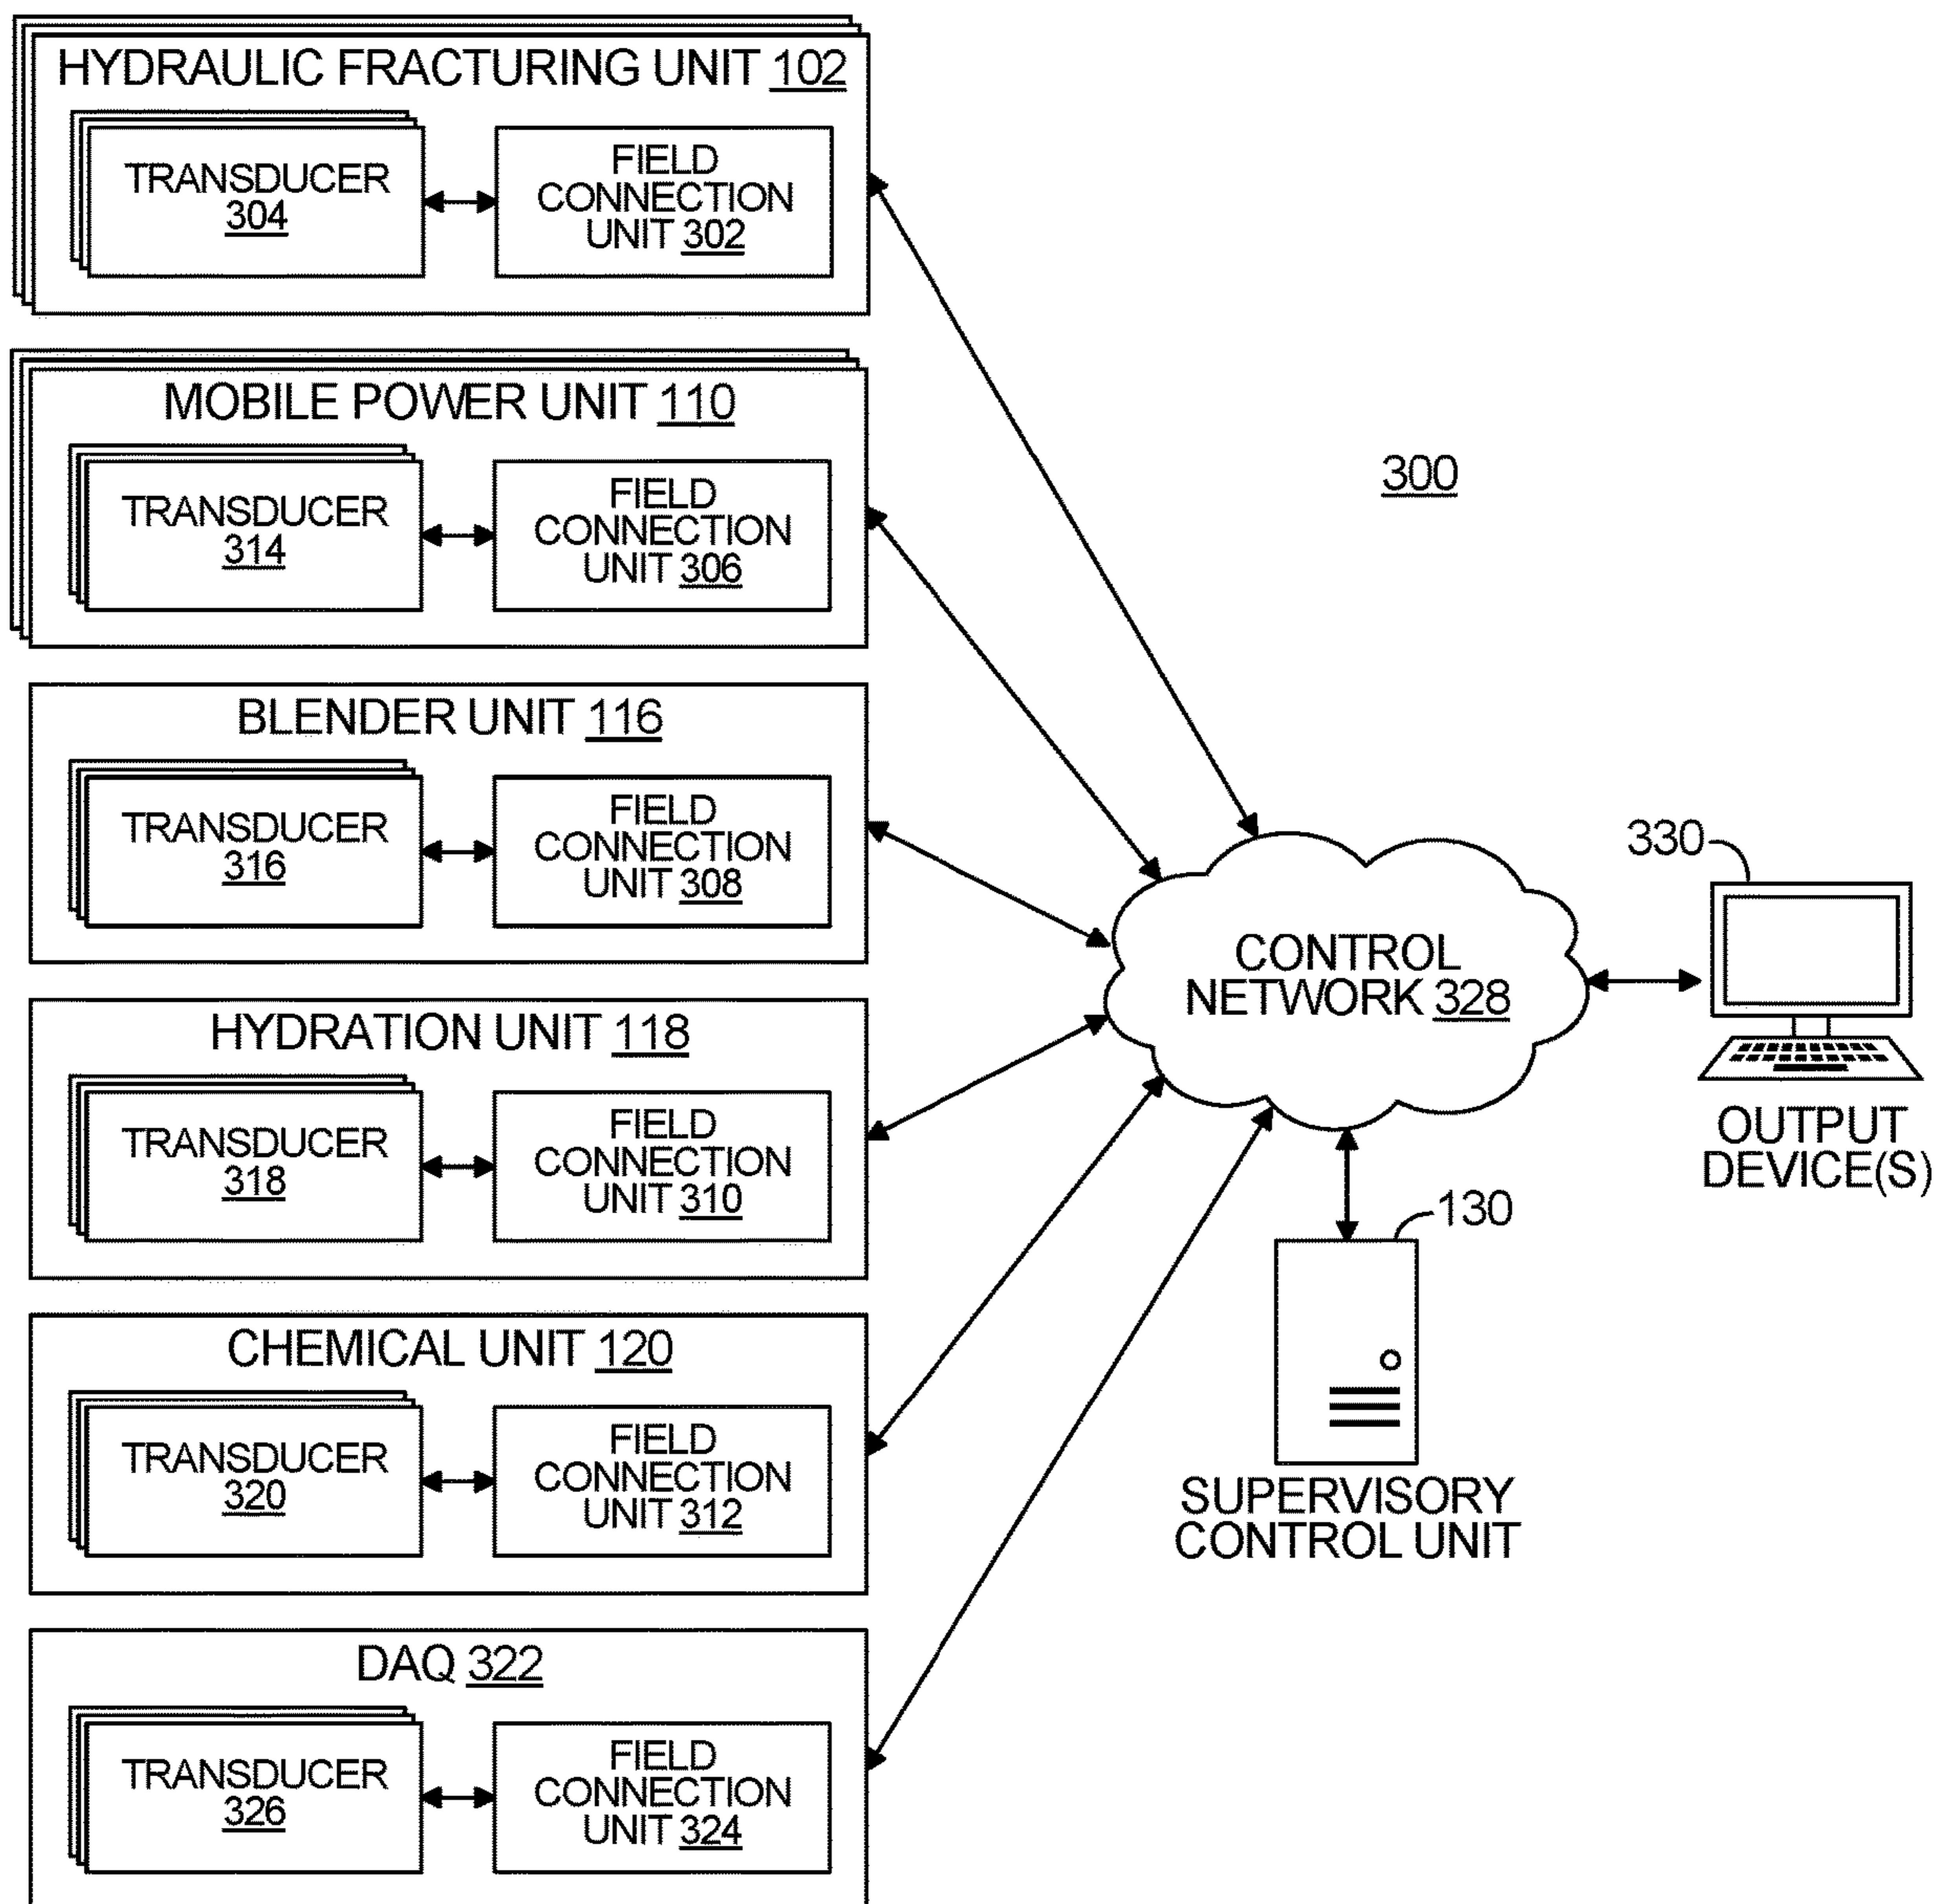 HYDRAULIC FRACTURING UNIT 102
TRANSDUCER
304
FIELD
CONNECTION
UNIT 302
MOBILE POWER UNIT 110
TRANSDUCER
314
FIELD
CONNECTION
UNIT 306
300
BLENDER UNIT 116
TRANSDUCER
316
FIELD
CONNECTION
UNIT 308
HYDRATION UNIT 118
TRANSDUCER
318
FIELD
CONNECTION
UNIT 310
CHEMICAL UNIT 120
TRANSDUCER
320
FIELD
CONNECTION
UNIT 312
DAQ 322
TRANSDUCER
326
FIELD
CONNECTION
UNIT 324
CONTROL
NETWORK 328
330
OUTPUT
DEVICE(S)
130
SUPERVISORY
CONTROL UNIT